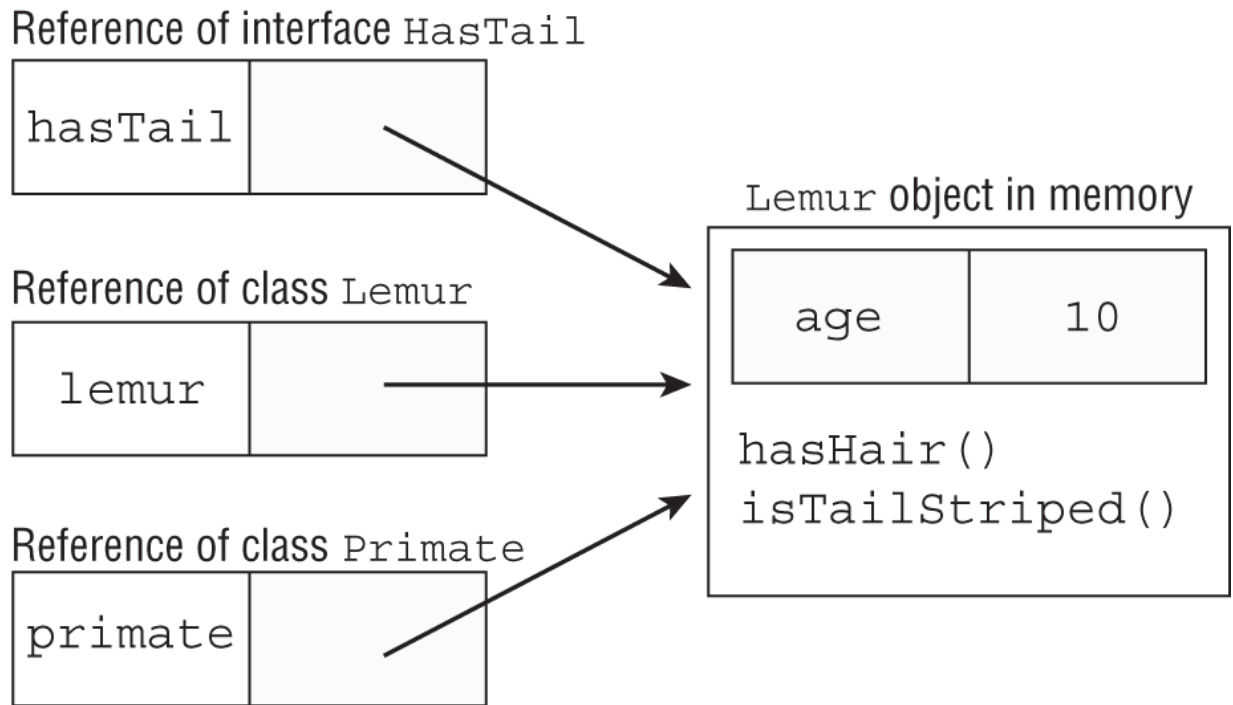 Reference of interface HasTail
hasTail
Reference of class Lemur
lemur
Reference of class Primate
primate
Lemur object in memory
age 10
hasHair()
isTailStriped()